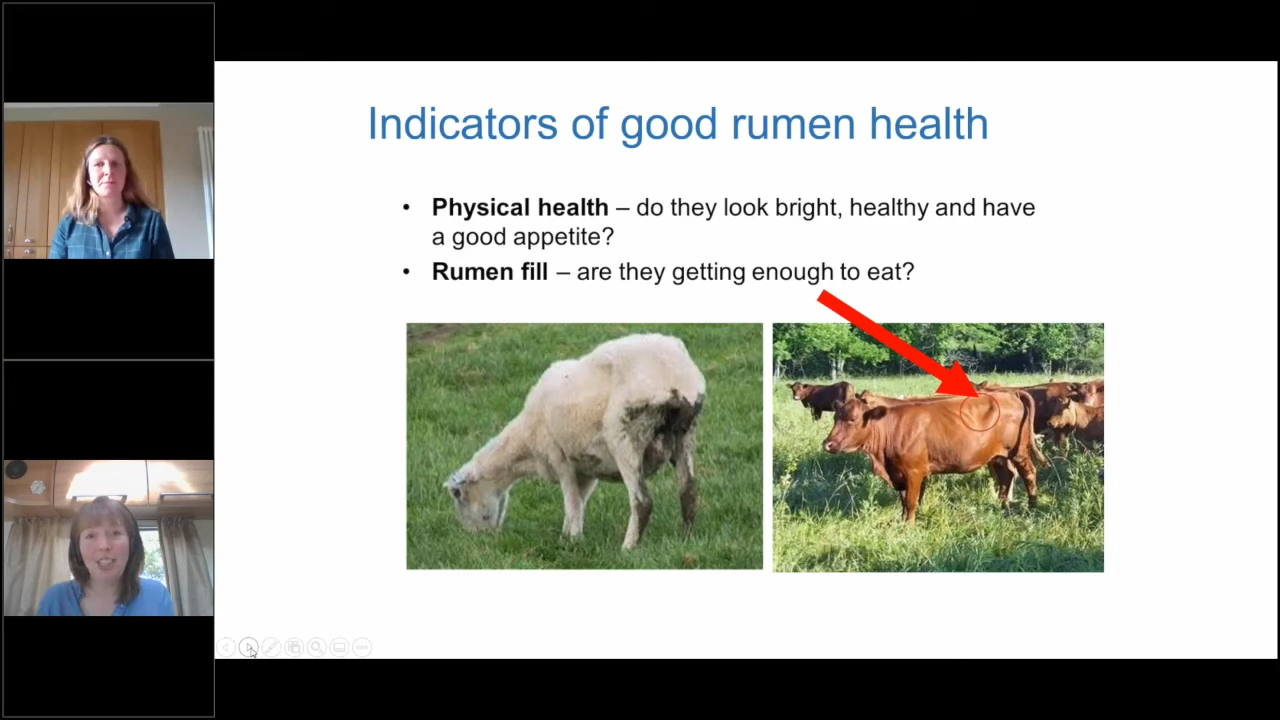 Indicators of good rumen health
• Physical health – do they look bright, healthy and have
a good appetite?
• Rumen fill – are they getting enough to eat?